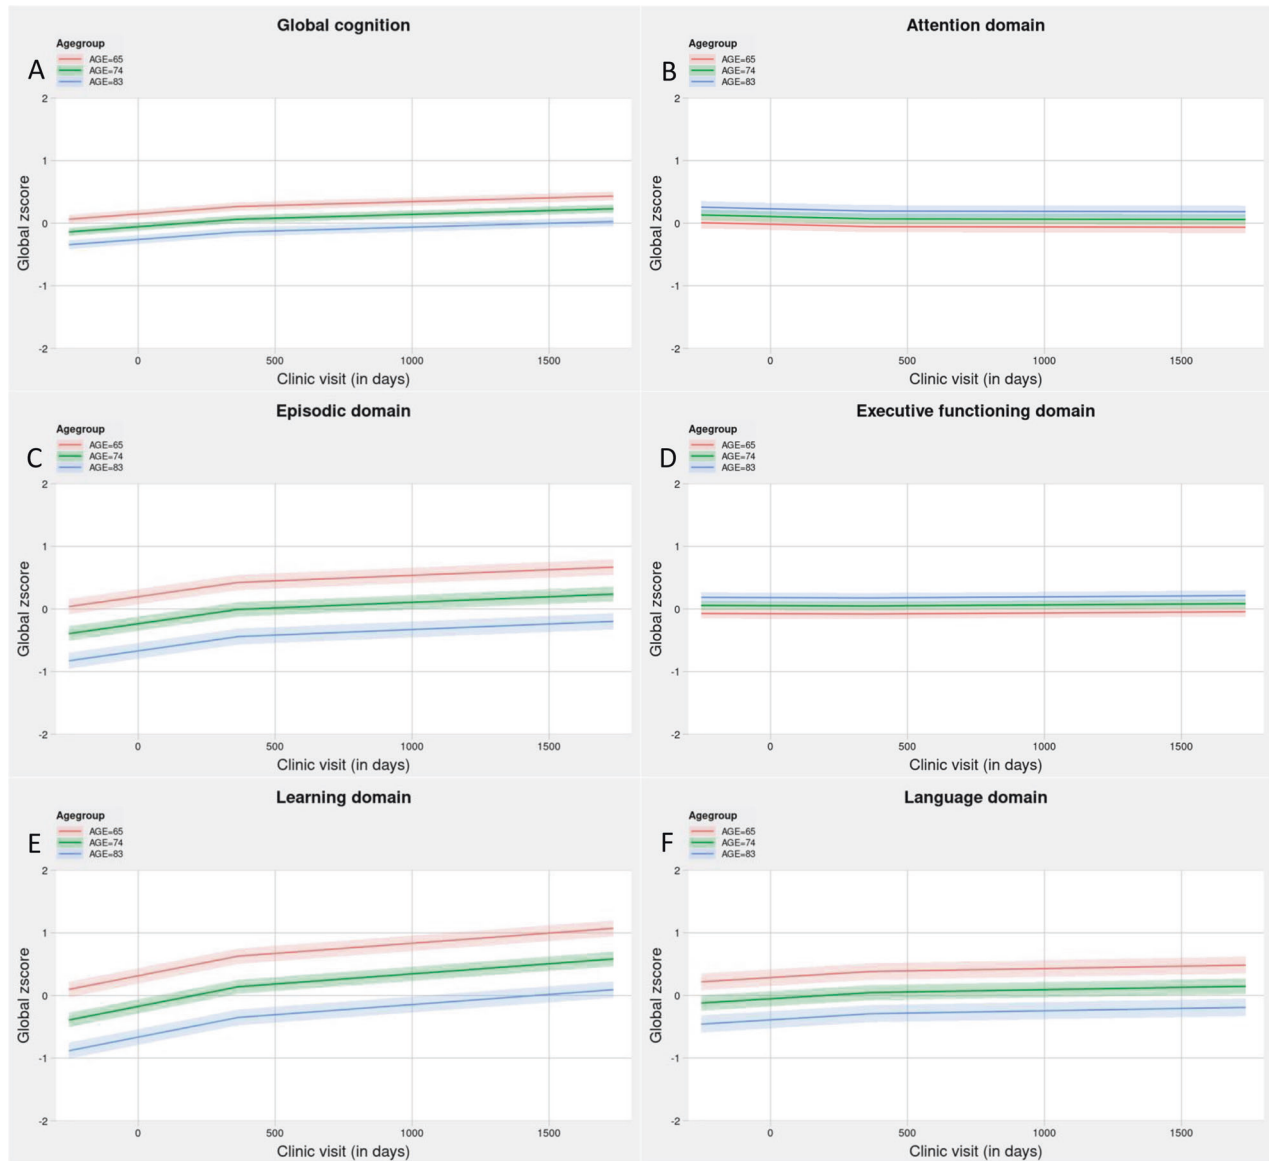 Global cognition
Agegroup
A
AGE=65
AGE=74
AGE=83
Global zscore
2
1
0
-1
-2
0 500 1000 1500
Clinic visit (in days)
Attention domain
Agegroup
B
AGE=65
AGE=74
AGE=83
Global zscore
2
1
0
-1
-2
0 500 1000 1500
Clinic visit (in days)
Episodic domain
Agegroup
C
AGE=65
AGE=74
AGE=83
Global zscore
2
1
0
-1
-2
0 500 1000 1500
Clinic visit (in days)
Executive functioning domain
Agegroup
D
AGE=65
AGE=74
AGE=83
Global zscore
2
1
0
-1
-2
0 500 1000 1500
Clinic visit (in days)
Learning domain
Agegroup
E
AGE=65
AGE=74
AGE=83
Global zscore
2
1
0
-1
-2
0 500 1000 1500
Clinic visit (in days)
Language domain
Agegroup
F
AGE=65
AGE=74
AGE=83
Global zscore
2
1
0
-1
-2
0 500 1000 1500
Clinic visit (in days)